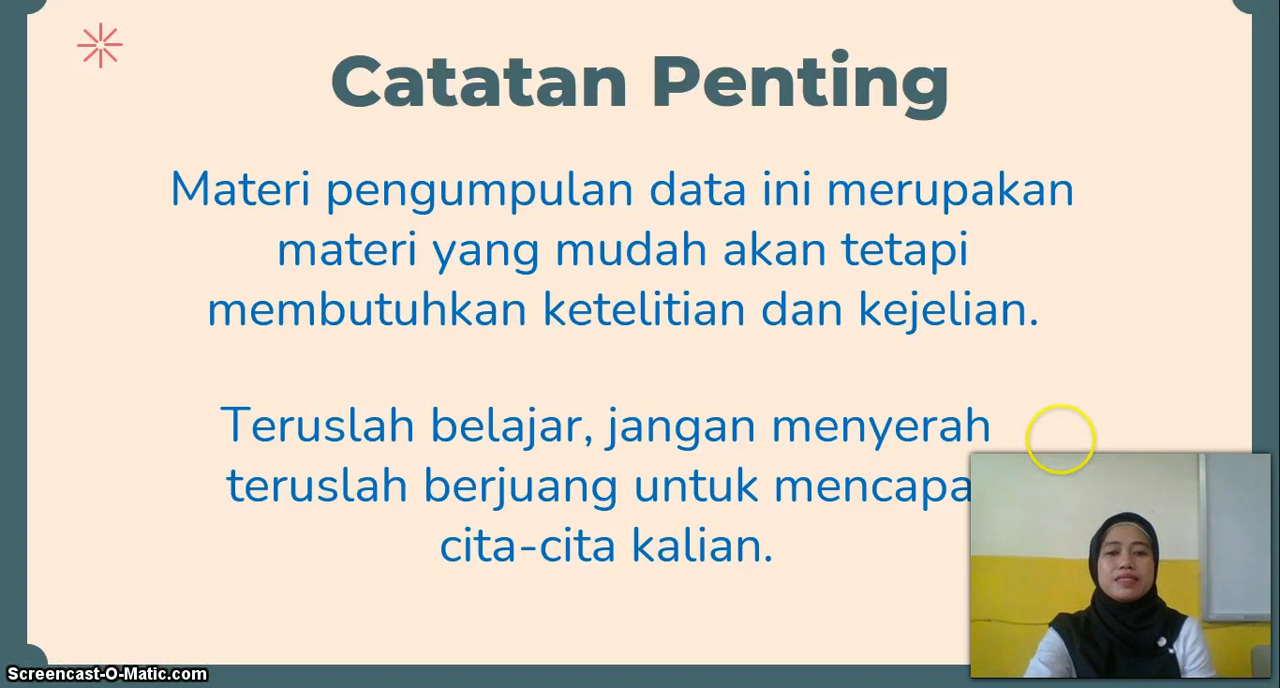 Catatan Penting
Materi pengumpulan data ini merupakan
materi yang mudah akan tetapi
membutuhkan ketelitian dan kejelian.
Teruslah belajar, jangan menyerah
teruslah berjuang untuk mencapa
cita-cita kalian.
Screencast-O-Matic.com